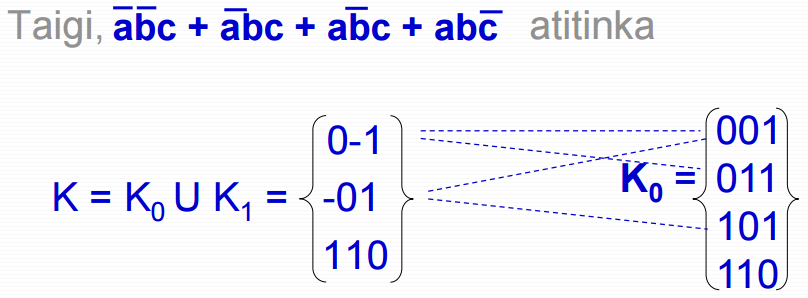 Taigi, a̅b̅c + a̅bc + ab̅c + abc̅ atitinka
K = K₀ U K₁ =
0-1
-01
110
K₀ =
001
011
101
110